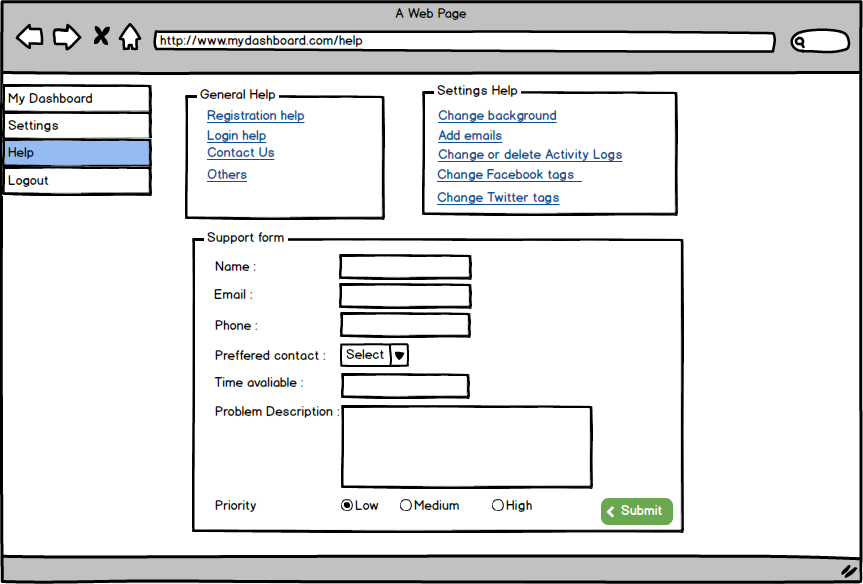 A Web Page
http://www.mydashboard.com/help
My Dashboard
Settings
Help
Logout
General Help
Registration help
Login help
Contact Us
Others
Settings Help
Change background
Add emails
Change or delete Activity Logs
Change Facebook tags
Change Twitter tags
Support form
Name :
Email :
Phone :
Preffered contact : Select
Time avaliable :
Problem Description :
Priority Low Medium High
Submit